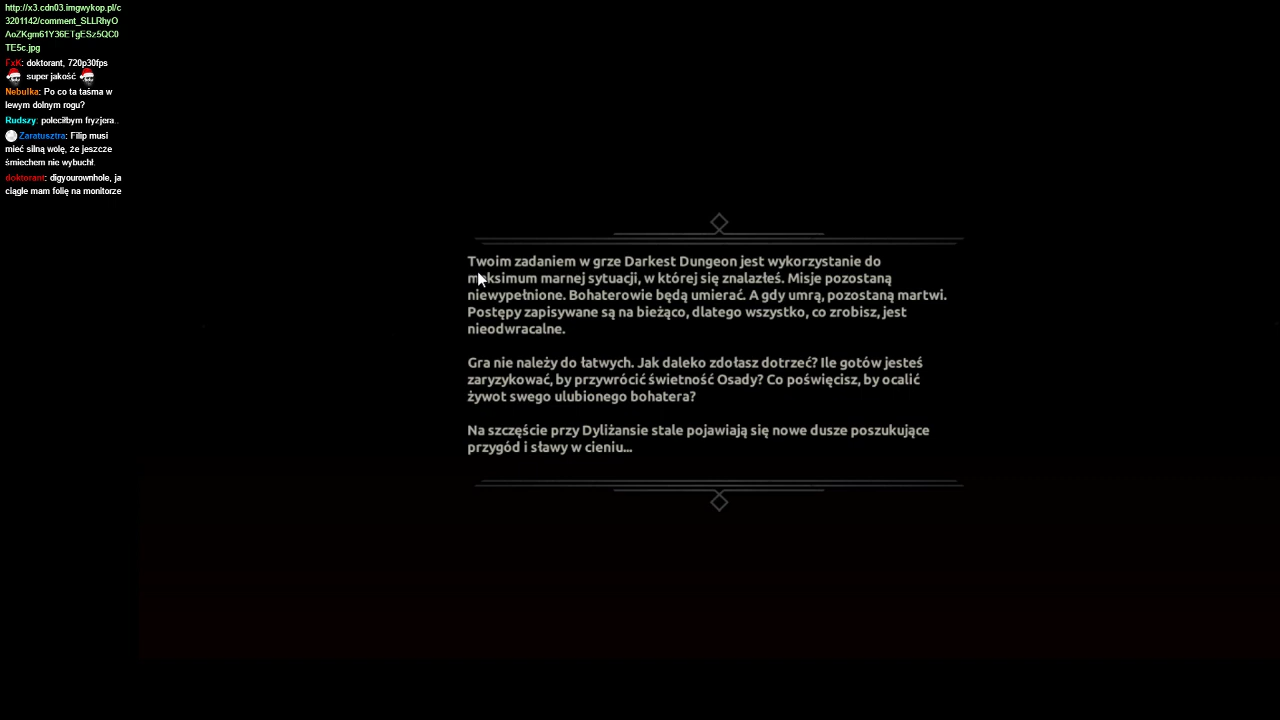 http://x3.cdn03.imgwykop.pl/c
3201142/comment_SLLRhyO
AoZKgm61Y36ETgESz5QC0
TE5c.jpg
FxK: doktorant, 720p30fps
super jakość
Nebulka: Po co ta taśma w
lewym dolnym rogu?
Rudszy: poleciłbym fryzjera..
Zaratusztra: Filip musi
mieć silną wolę, że jeszcze
śmiechem nie wybuchł.
doktorant: digyourownhole, ja
ciągle mam folię na monitorze
Twoim zadaniem w grze Darkest Dungeon jest wykorzystanie do
maksimum marnej sytuacji, w której się znalazłeś. Misje pozostaną
niewypełnione. Bohaterowie będą umierać. A gdy umrą, pozostaną martwi.
Postępy zapisywane są na bieżąco, dlatego wszystko, co zrobisz, jest
nieodwracalne.
Gra nie należy do łatwych. Jak daleko zdołasz dotrzeć? Ile gotów jesteś
zaryzykować, by przywrócić świetność Osady? Co poświęcisz, by ocalić
żywot swego ulubionego bohatera?
Na szczęście przy Dyliżansie stale pojawiają się nowe dusze poszukujące
przygód i sławy w cieniu...